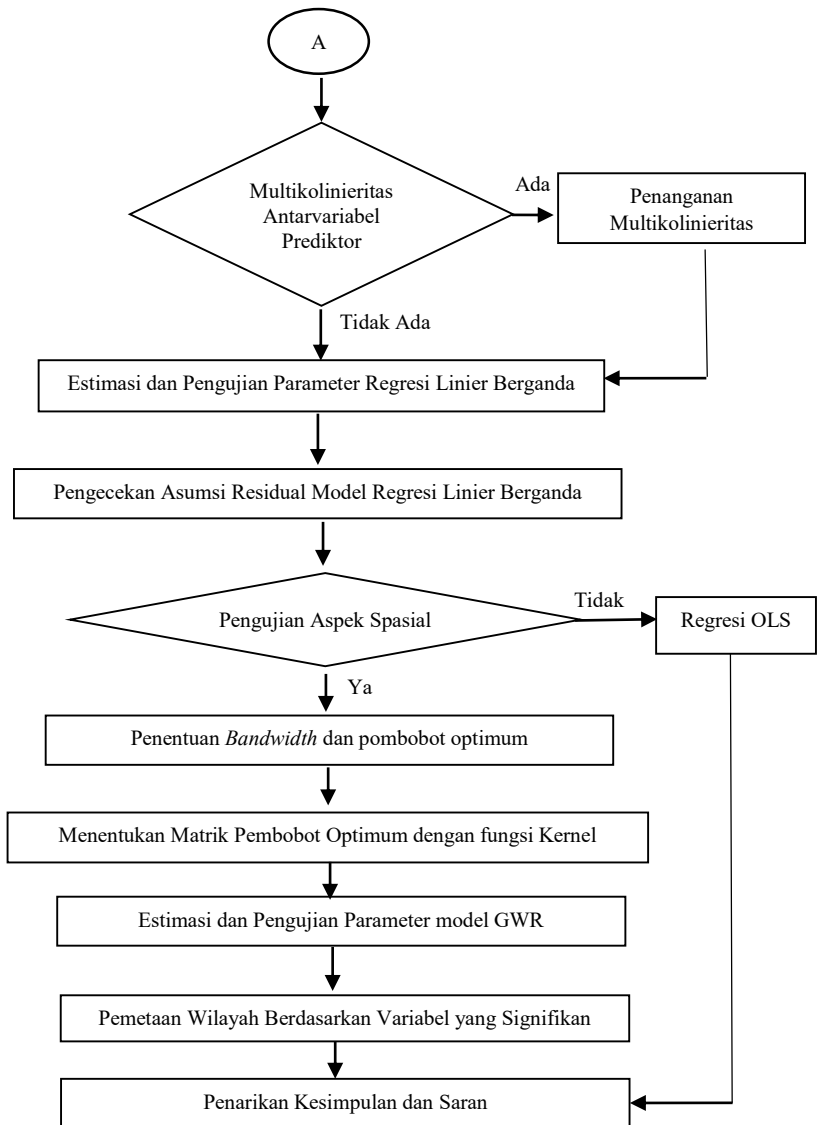 A
Multikolinieritas
Antarvariabel
Prediktor
Ada
Penanganan
Multikolinieritas
Tidak Ada
Estimasi dan Pengujian Parameter Regresi Linier Berganda
Pengecekan Asumsi Residual Model Regresi Linier Berganda
Pengujian Aspek Spasial
Tidak
Regresi OLS
Ya
Penentuan Bandwidth dan pombobot optimum
Menentukan Matrik Pembobot Optimum dengan fungsi Kernel
Estimasi dan Pengujian Parameter model GWR
Pemetaan Wilayah Berdasarkan Variabel yang Signifikan
Penarikan Kesimpulan dan Saran